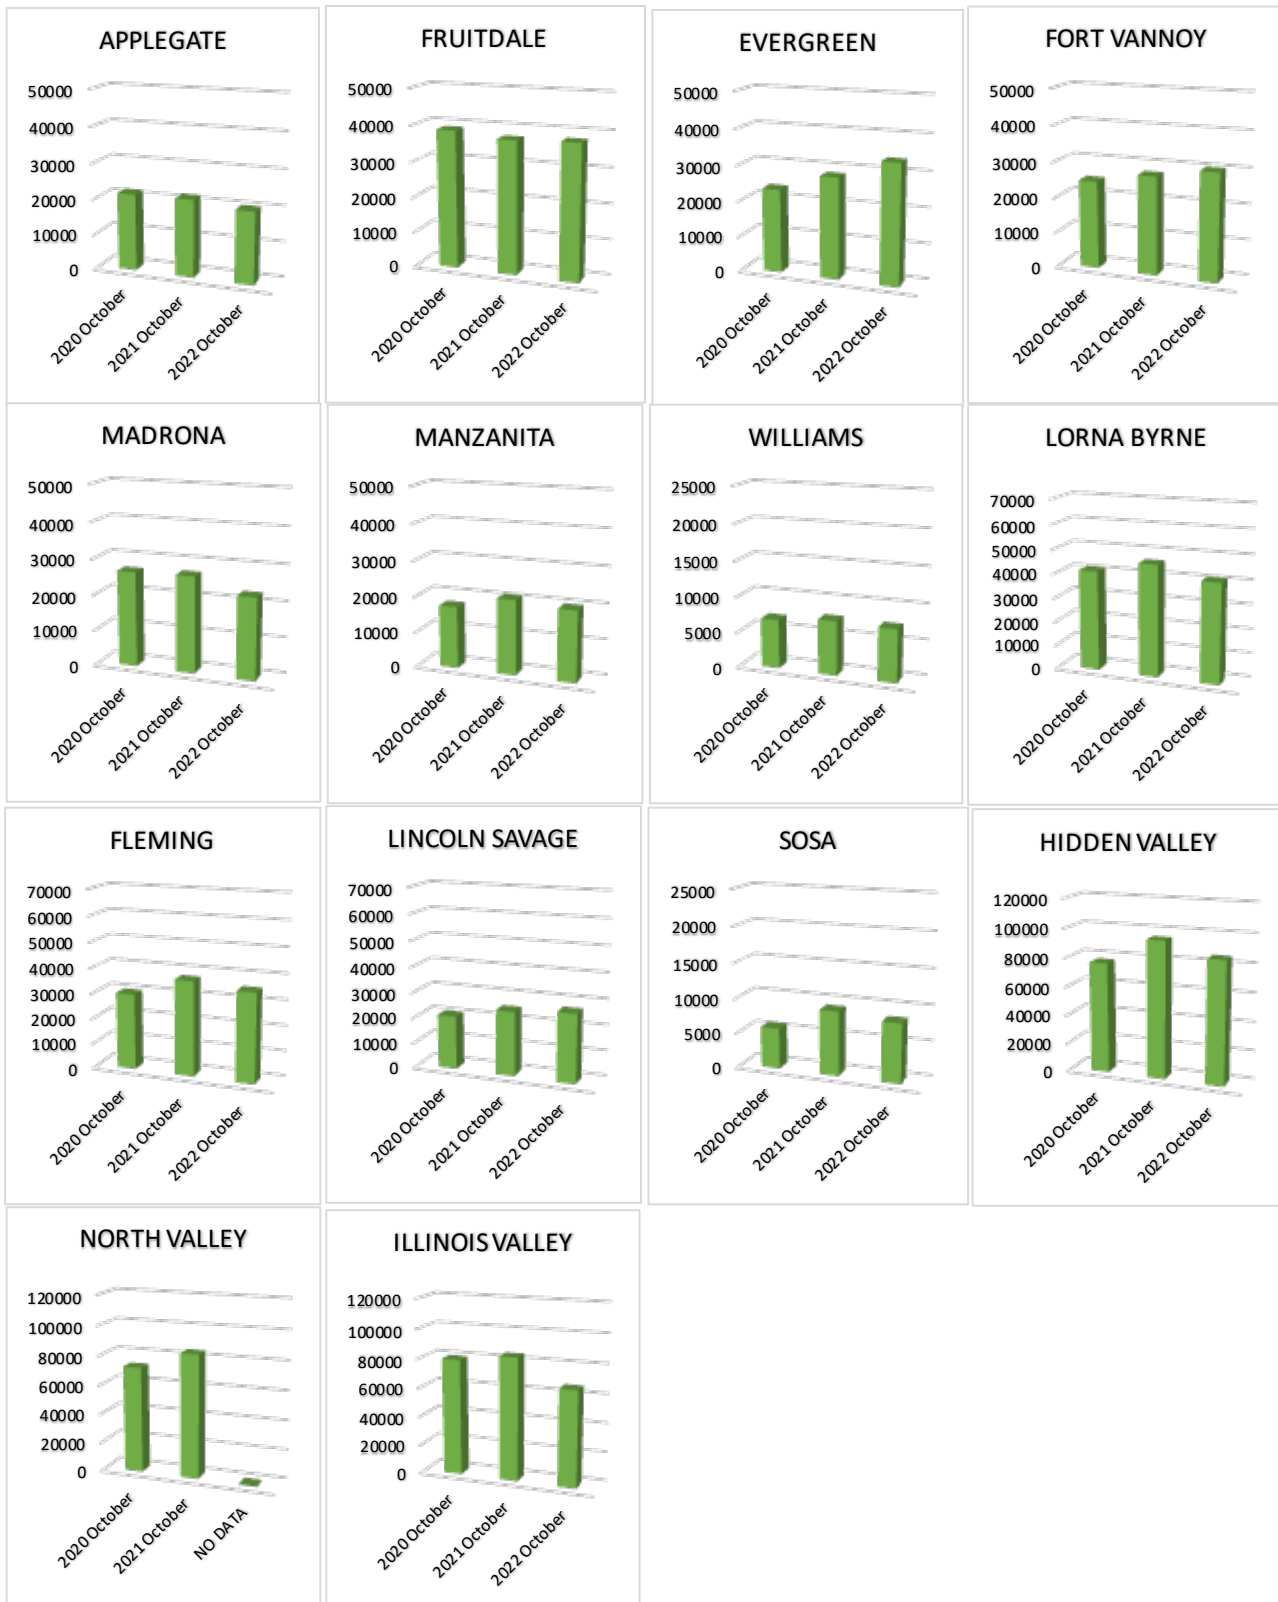 APPLEGATE
50000
40000
30000
20000
10000
0
2020 October
2021 October
2022 October
FRUITDALE
50000
40000
30000
20000
10000
0
2020 October
2021 October
2022 October
EVERGREEN
50000
40000
30000
20000
10000
0
2020 October
2021 October
2022 October
FORT VANNOY
50000
40000
30000
20000
10000
0
2020 October
2021 October
2022 October
MADRONA
50000
40000
30000
20000
10000
0
2020 October
2021 October
2022 October
MANZANITA
50000
40000
30000
20000
10000
0
2020 October
2021 October
2022 October
WILLIAMS
25000
20000
15000
10000
5000
0
2020 October
2021 October
2022 October
LORNA BYRNE
70000
60000
50000
40000
30000
20000
10000
0
2020 October
2021 October
2022 October
FLEMING
70000
60000
50000
40000
30000
20000
10000
0
2020 October
2021 October
2022 October
LINCOLN SAVAGE
70000
60000
50000
40000
30000
20000
10000
0
2020 October
2021 October
2022 October
SOSA
25000
20000
15000
10000
5000
0
2020 October
2021 October
2022 October
HIDDEN VALLEY
120000
100000
80000
60000
40000
20000
0
2020 October
2021 October
2022 October
NORTH VALLEY
120000
100000
80000
60000
40000
20000
0
2020 October
2021 October
NO DATA
ILLINOIS VALLEY
120000
100000
80000
60000
40000
20000
0
2020 October
2021 October
2022 October